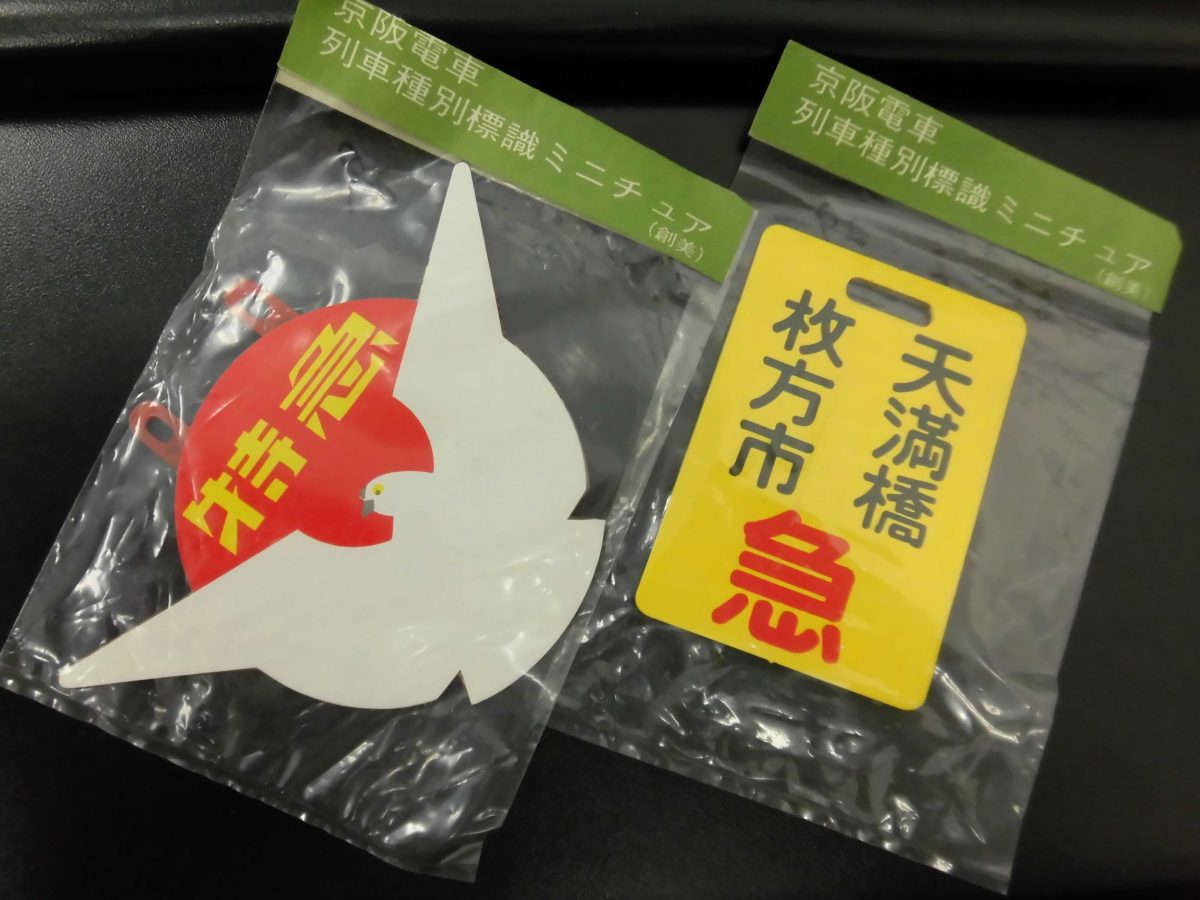 京阪電車
列車種別標識ミニチュア
(創美)
特急
京阪電車
列車種別標識ミニチュア
(創美)
天満橋
枚方市
急